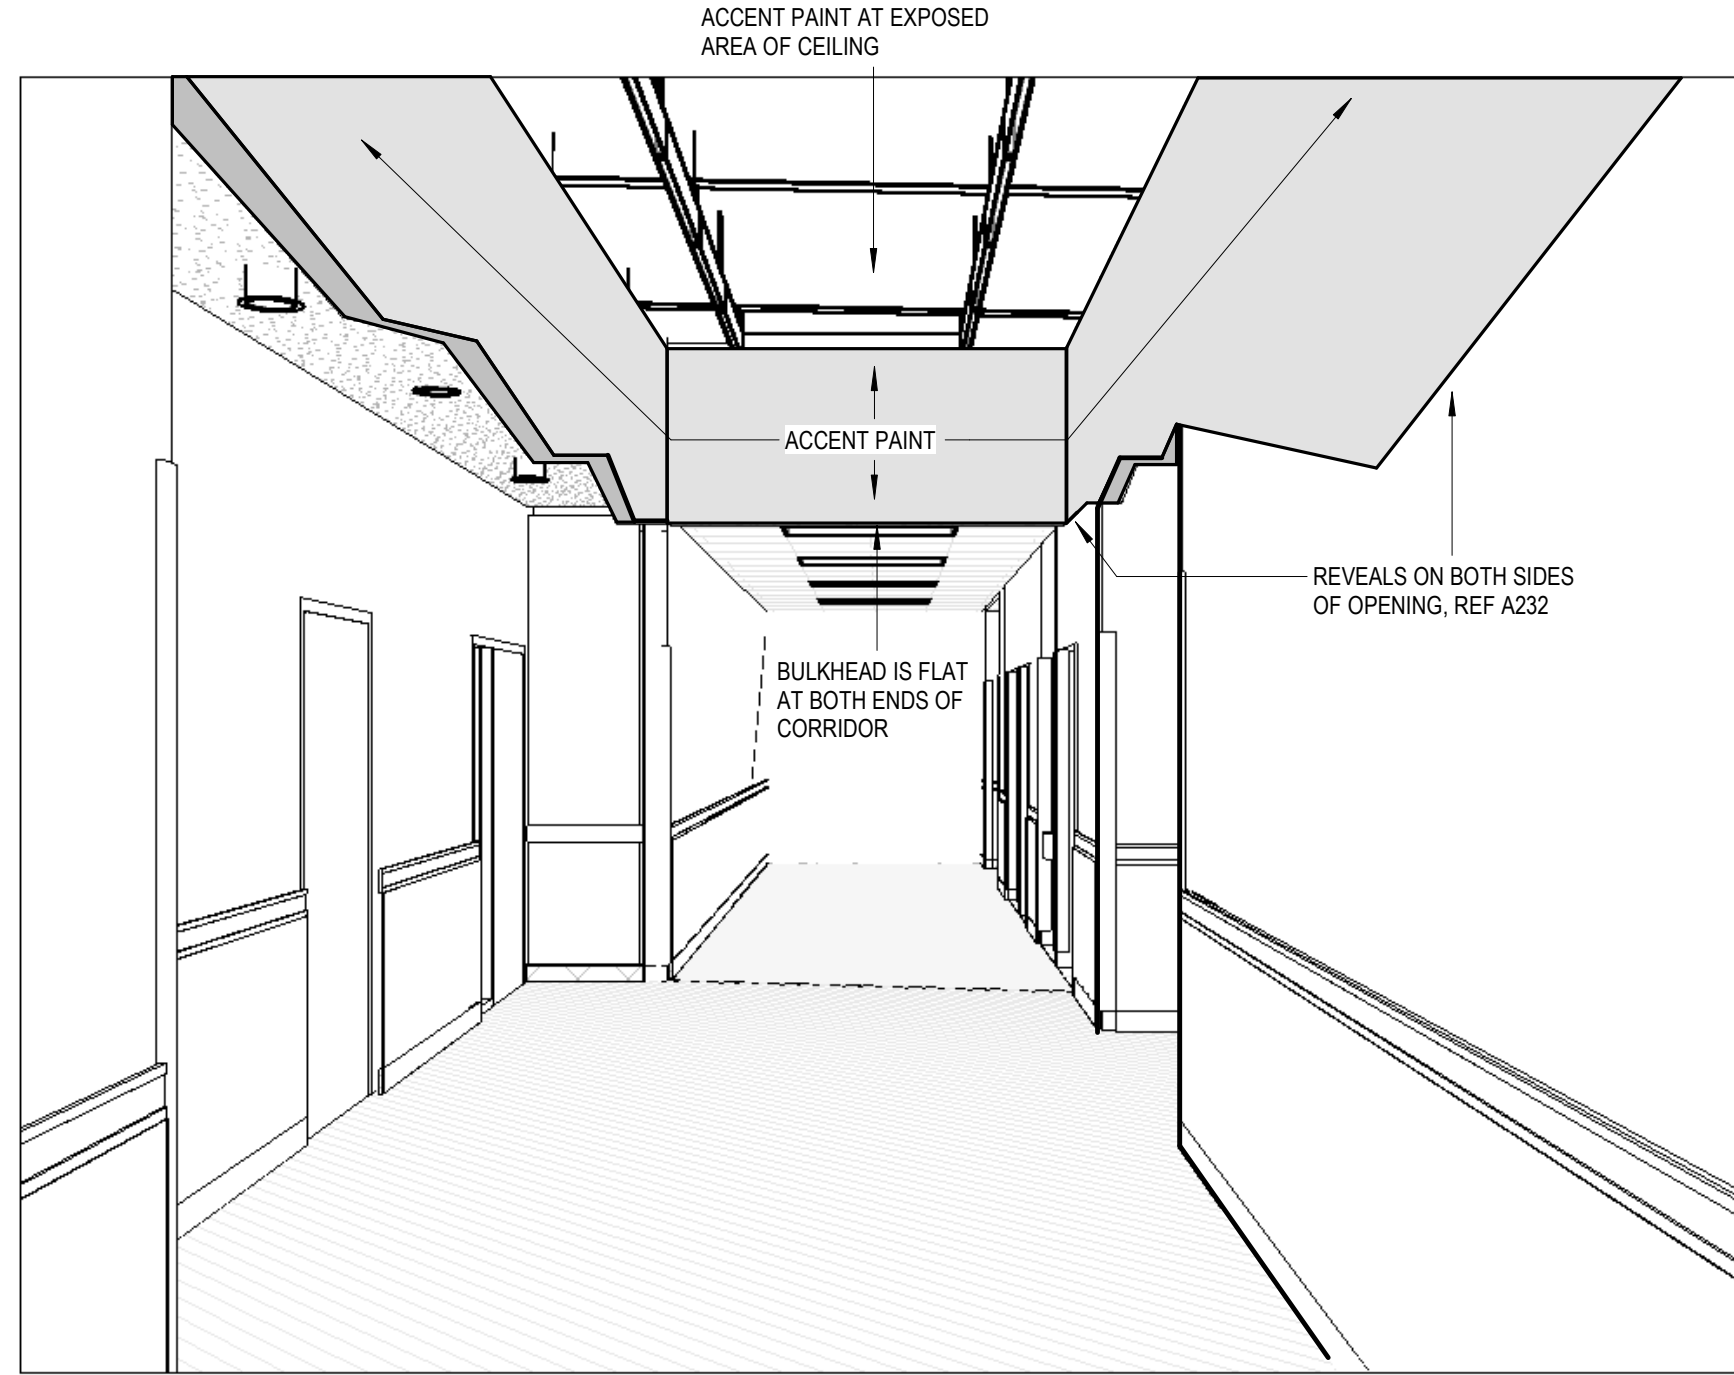 ACCENT PAINT AT EXPOSED
AREA OF CEILING
ACCENT PAINT
REVEALS ON BOTH SIDES
OF OPENING, REF A232
BULKHEAD IS FLAT
AT BOTH ENDS OF
CORRIDOR